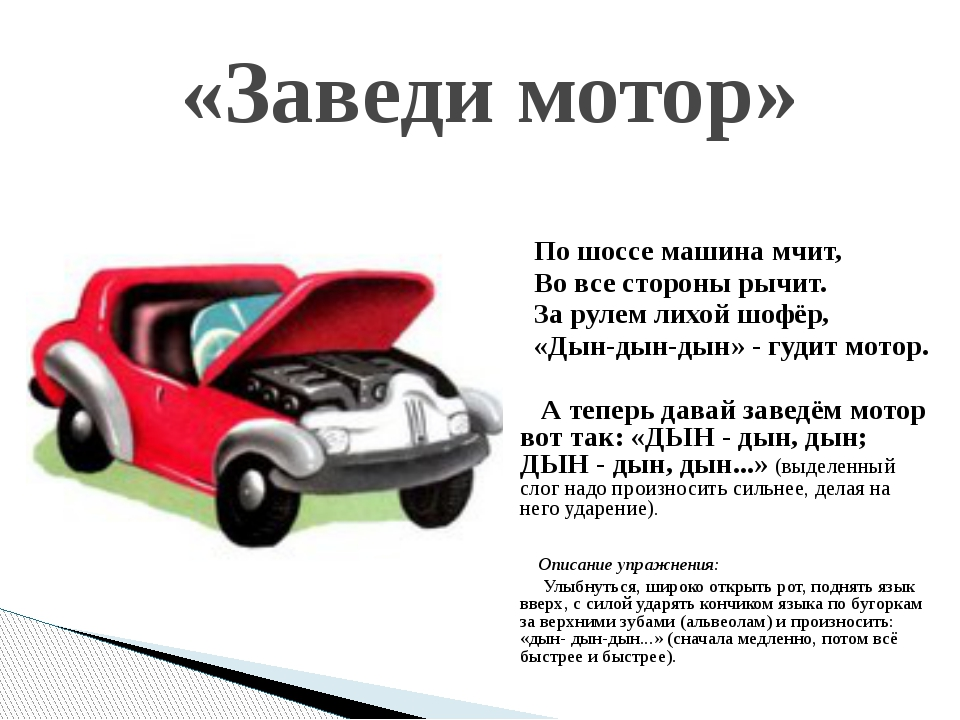 «Заведи мотор»
По шоссе машина мчит,
Во все стороны рычит.
За рулем лихой шофёр,
«Дын-дын-дын» - гудит мотор.
А теперь давай заведём мотор
вот так: «ДЫН - дын, дын;
ДЫН - дын, дын...» (выделенный
слог надо произносить сильнее, делая на
него ударение).
Описание упражнения:
Улыбнуться, широко открыть рот, поднять язык
вверх, с силой ударять кончиком языка по бугоркам
за верхними зубами (альвеолам) и произносить:
«дын- дын-дын...» (сначала медленно, потом всё
быстрее и быстрее).